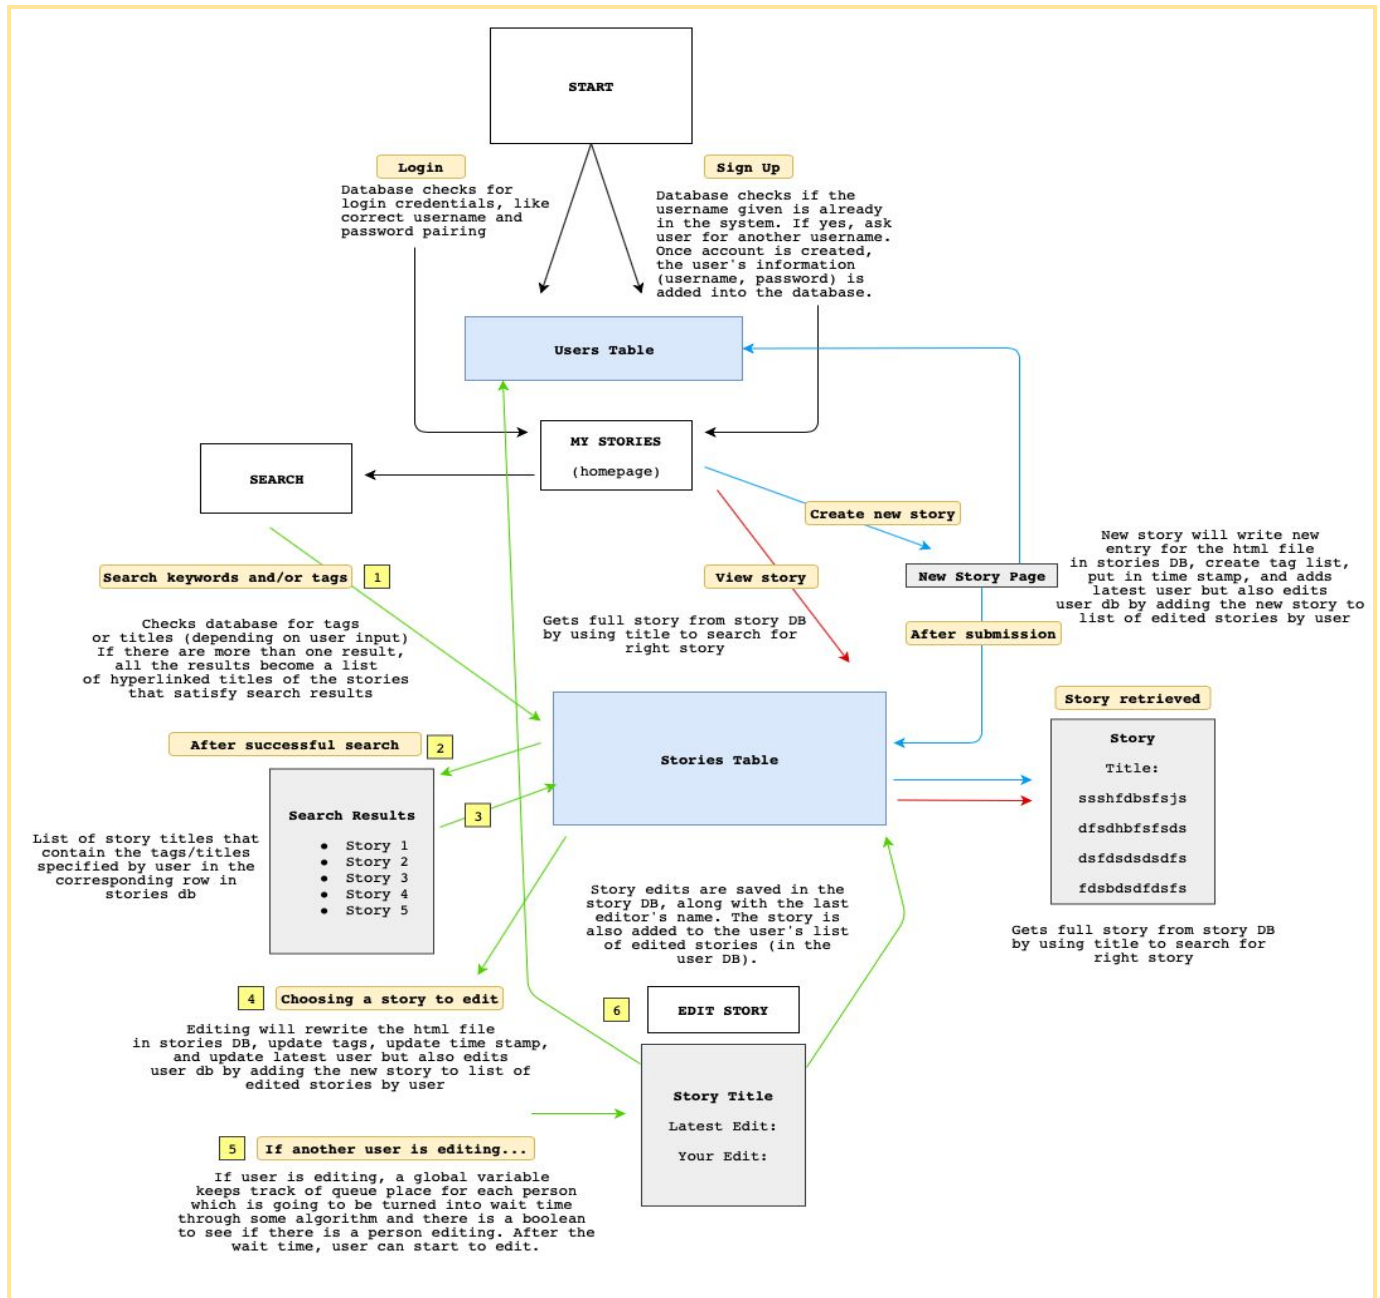 START
Login
Database checks for
login credentials, like
correct username and
password pairing
Sign Up
Database checks if the
username given is already
in the system. If yes, ask
user for another username.
Once account is created,
the user's information
(username, password) is
added into the database.
Users Table
MY STORIES
(homepage)
SEARCH
Create new story
New story will write new
entry for the html file
in stories DB, create tag list,
put in time stamp, and adds
latest user but also edits
user db by adding the new story to
list of edited stories by user
New Story Page
After submission
View story
Gets full story from story DB
by using title to search for
right story
Search keywords and/or tags
1
Checks database for tags
or titles (depending on user input)
If there are more than one result,
all the results become a list
of hyperlinked titles of the stories
that satisfy search results
Stories Table
Story retrieved
Story
Title:
ssshfdbsfsjs
dfsdhbfsfsds
dsfdsdsdsdfs
fdsbdsdfdsfs
Gets full story from story DB
by using title to search for
right story
After successful search
2
3
Search Results
Story 1
Story 2
Story 3
Story 4
Story 5
List of story titles that
contain the tags/titles
specified by user in the
corresponding row in
stories db
Story edits are saved in the
story DB, along with the last
editor's name. The story is
also added to the user's list
of edited stories (in the
user DB).
4
Choosing a story to edit
Editing will rewrite the html file
in stories DB, update tags, update time stamp,
and update latest user but also edits
user db by adding the new story to list of
edited stories by user
6
EDIT STORY
Story Title
Latest Edit:
Your Edit:
5
If another user is editing...
If user is editing, a global variable
keeps track of queue place for each person
which is going to be turned into wait time
through some algorithm and there is a boolean
to see if there is a person editing. After the
wait time, user can start to edit.